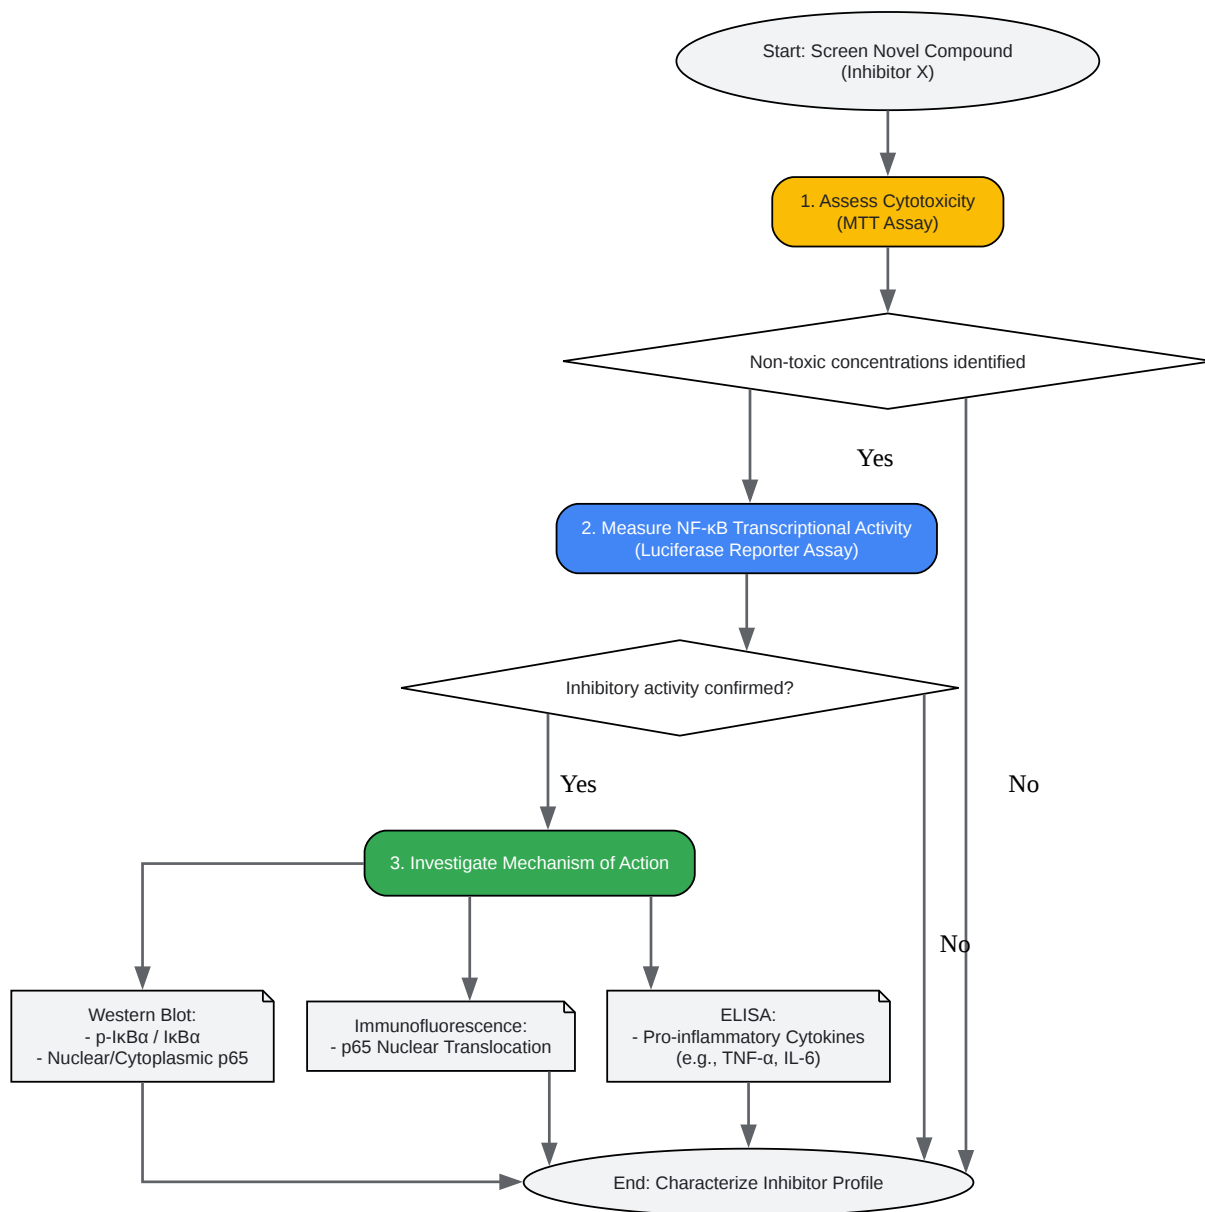 Start: Screen Novel Compound
(Inhibitor X)
1. Assess Cytotoxicity
(MTT Assay)
Non-toxic concentrations identified
Yes
2. Measure NF-κB Transcriptional Activity
(Luciferase Reporter Assay)
Inhibitory activity confirmed?
Yes
No
3. Investigate Mechanism of Action
No
Western Blot:
- p-IκBα / IκBα
- Nuclear/Cytoplasmic p65
Immunofluorescence:
- p65 Nuclear Translocation
ELISA:
- Pro-inflammatory Cytokines
(e.g., TNF-α, IL-6)
End: Characterize Inhibitor Profile